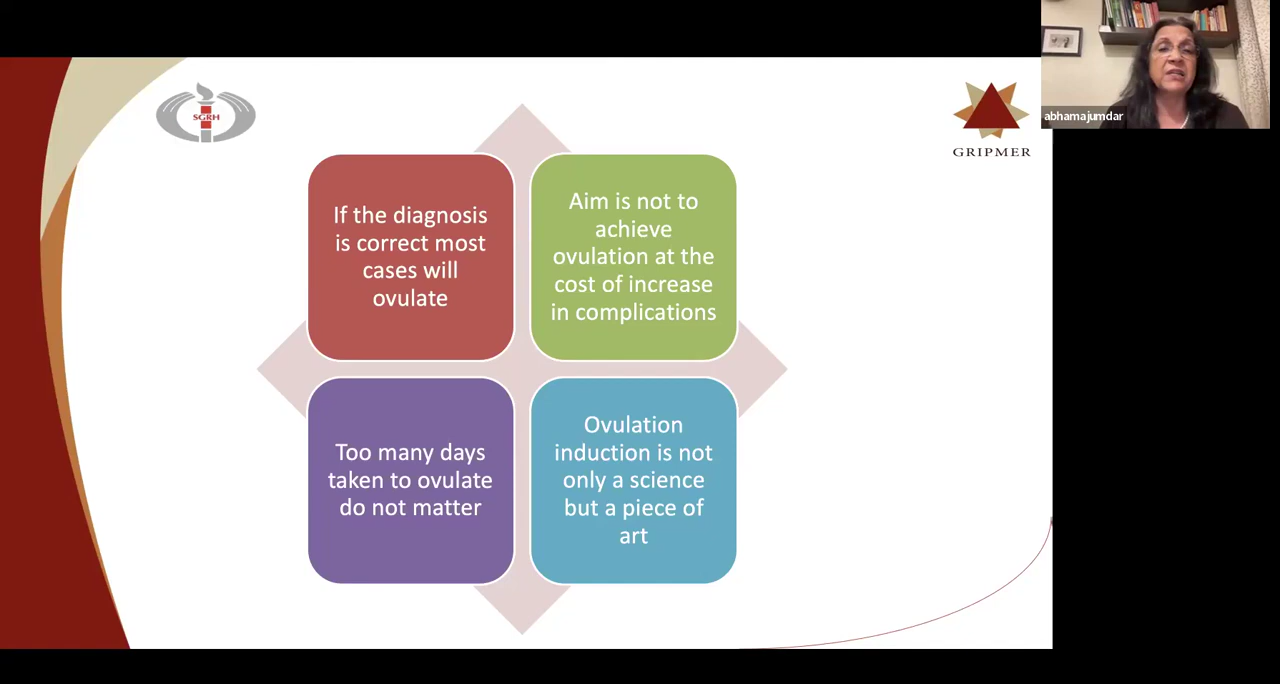 abhamajumdar
SGRH
GRIPMER
If the diagnosis
is correct most
cases will
ovulate
Aim is not to
achieve
ovulation at the
cost of increase
in complications
Too many days
taken to ovulate
do not matter
Ovulation
induction is not
only a science
but a piece of
art